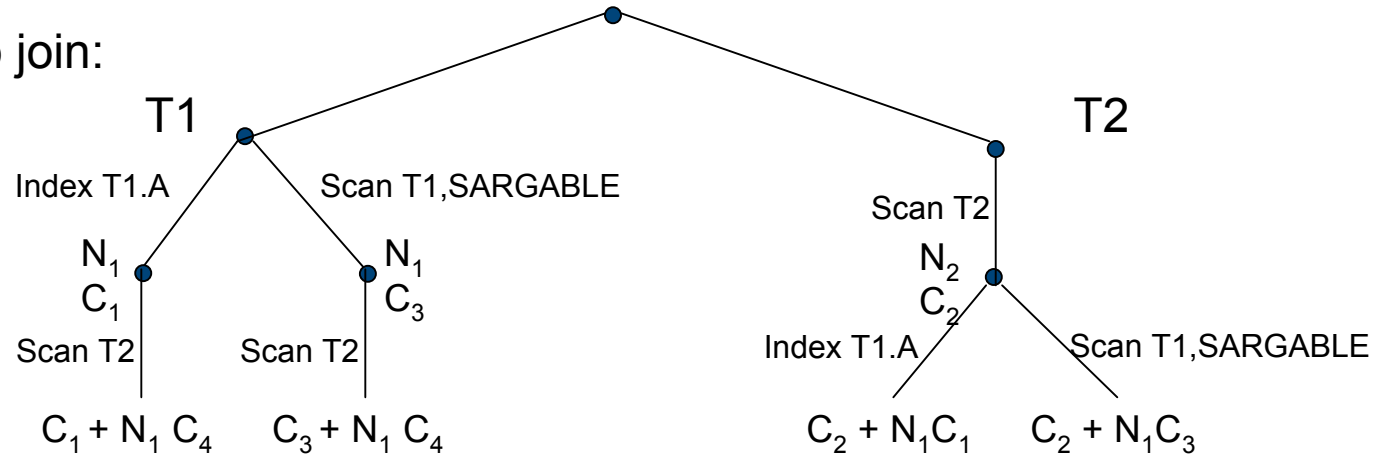 join:
T1
T2
Index T1.A
Scan T1,SARGABLE
Scan T2
N₁
C₁
N₁
C₃
N₂
C₂
Scan T2
Scan T2
Index T1.A
Scan T1,SARGABLE
C₁ + N₁ C₄
C₃ + N₁ C₄
C₂ + N₁C₁
C₂ + N₁C₃